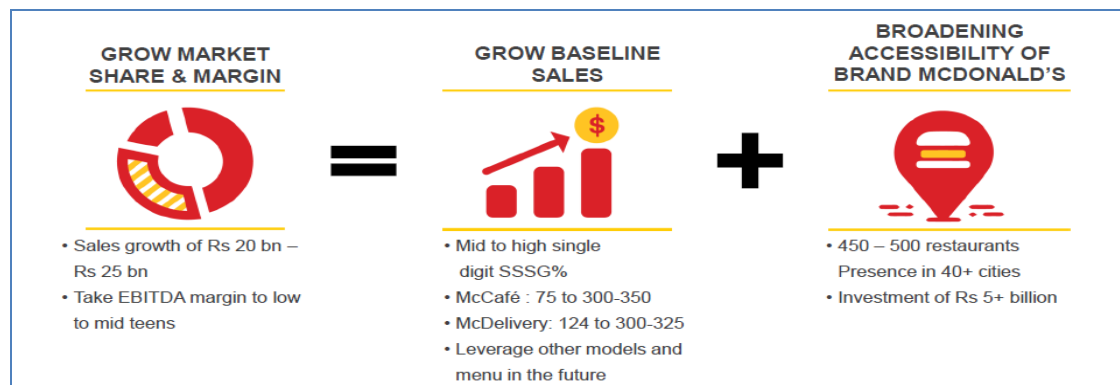 GROW MARKET
SHARE & MARGIN
• Sales growth of Rs 20 bn –
Rs 25 bn
• Take EBITDA margin to low
to mid teens
=
GROW BASELINE
SALES
$
• Mid to high single
digit SSSG%
• McCafé : 75 to 300-350
• McDelivery: 124 to 300-325
• Leverage other models and
menu in the future
+
BROADENING
ACCESSIBILITY OF
BRAND MCDONALD'S
• 450 – 500 restaurants
Presence in 40+ cities
• Investment of Rs 5+ billion